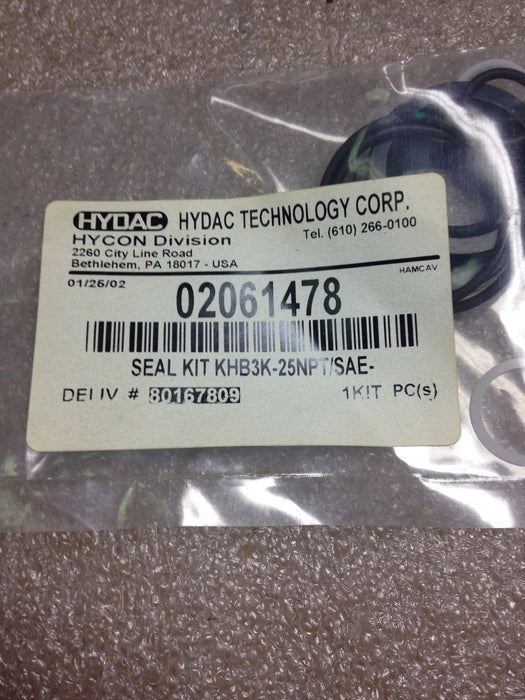 HYDAC HYDAC TECHNOLOGY CORP.
HYCON Division Tel. (610) 266-0100
2260 City Line Road
Bethlehem, PA 18017 - USA
HAMCAV
01/25/02
02061478
SEAL KIT KHB3K-25NPT/SAE-
DELIV # 80167809 1KIT PC(s)